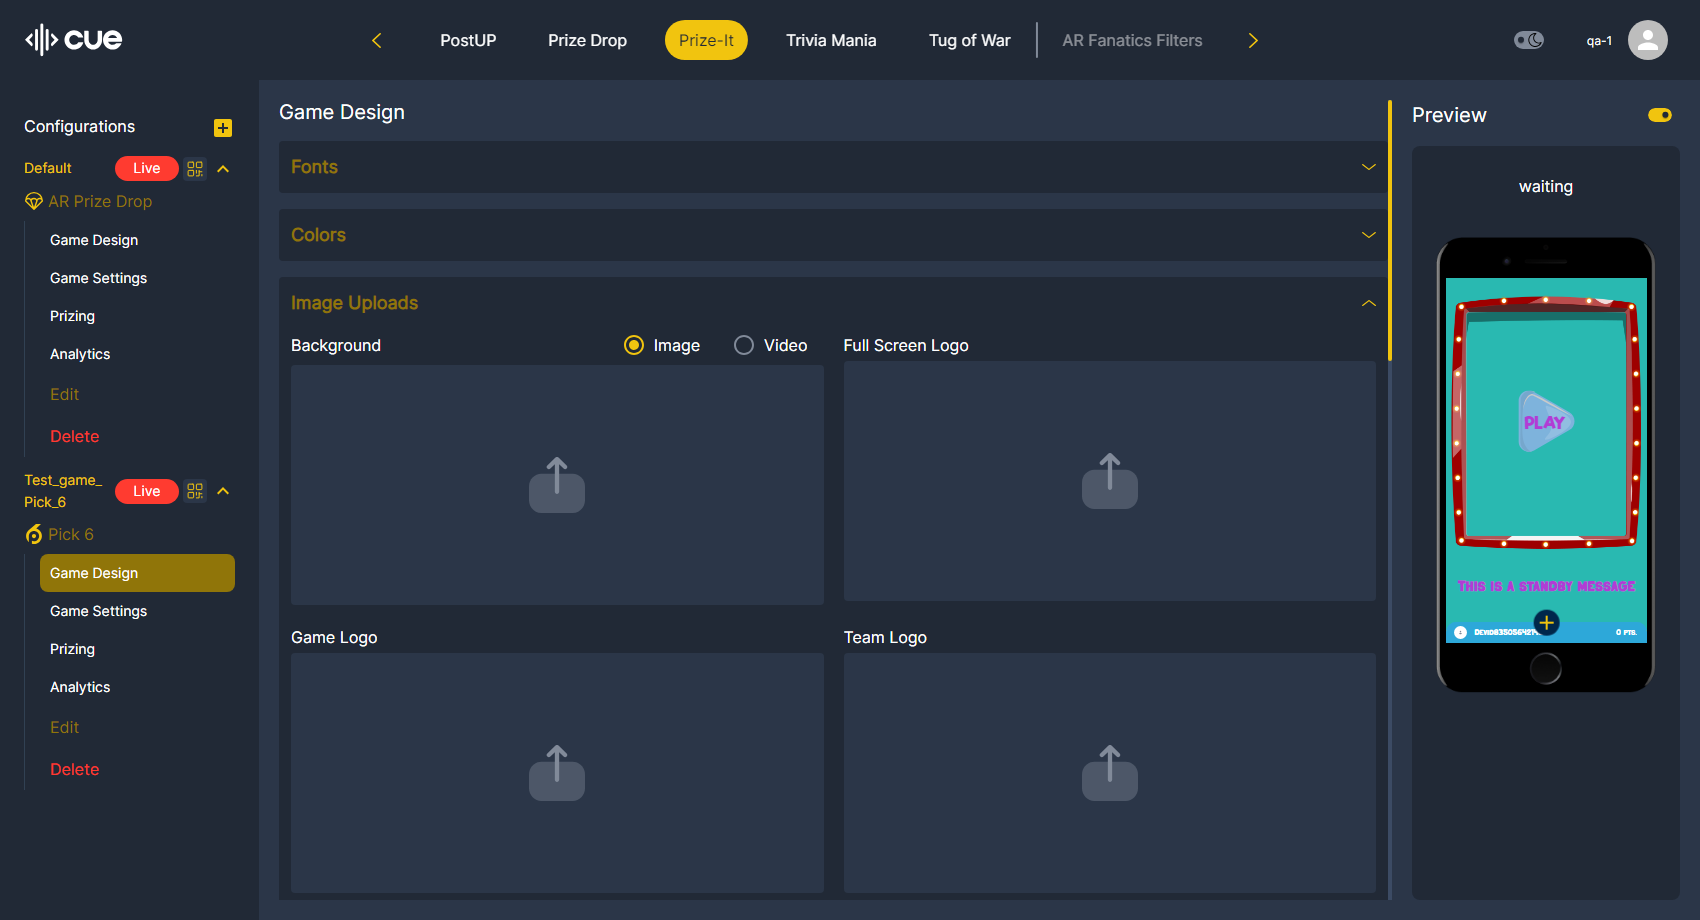 cue
PostUP
Prize Drop
Prize-It
Trivia Mania
Tug of War
AR Fanatics Filters
qa-1
Configurations
Default
Live
AR Prize Drop
Game Design
Game Settings
Prizing
Analytics
Edit
Delete
Test_game_
Pick_6
Live
Pick 6
Game Design
Game Settings
Prizing
Analytics
Edit
Delete
Game Design
Fonts
Colors
Image Uploads
Background
Image
Video
Full Screen Logo
Game Logo
Team Logo
Preview
waiting
PLAY
This is a standby message
0 pts.